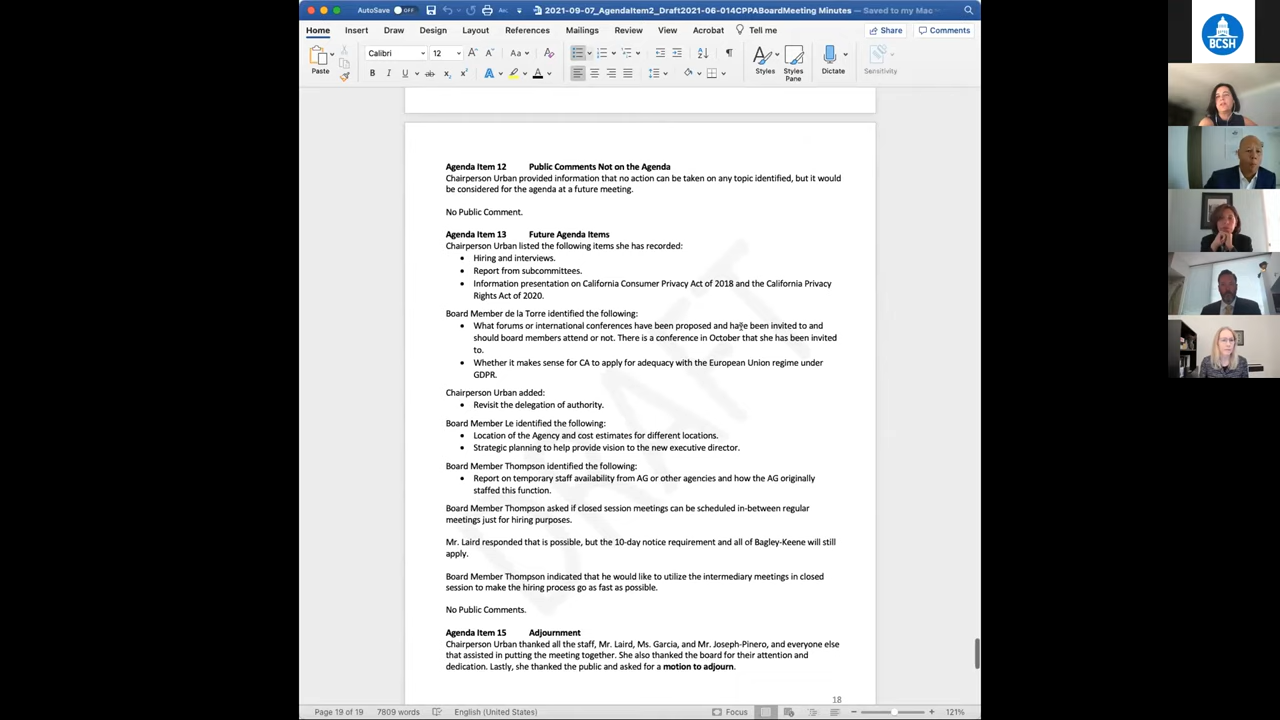 AutoSave OFF 2021-09-07_AgendaItem2_Draft2021-06-014CPPABoardMeeting Minutes — Saved to my Mac
Home Insert Draw Design Layout References Mailings Review View Acrobat Tell me Share Comments
Paste Calibri 12 Styles Styles Pane Dictate Sensitivity
Agenda Item 12 Public Comments Not on the Agenda
Chairperson Urban provided information that no action can be taken on any topic identified, but it would
be considered for the agenda at a future meeting.
No Public Comment.
Agenda Item 13 Future Agenda Items
Chairperson Urban listed the following items she has recorded:
• Hiring and interviews.
• Report from subcommittees.
• Information presentation on California Consumer Privacy Act of 2018 and the California Privacy
Rights Act of 2020.
Board Member de la Torre identified the following:
• What forums or international conferences have been proposed and have been invited to and
should board members attend or not. There is a conference in October that she has been invited
to.
• Whether it makes sense for CA to apply for adequacy with the European Union regime under
GDPR.
Chairperson Urban added:
• Revisit the delegation of authority.
Board Member Le identified the following:
• Location of the Agency and cost estimates for different locations.
• Strategic planning to help provide vision to the new executive director.
Board Member Thompson identified the following:
• Report on temporary staff availability from AG or other agencies and how the AG originally
staffed this function.
Board Member Thompson asked if closed session meetings can be scheduled in-between regular
meetings just for hiring purposes.
Mr. Laird responded that is possible, but the 10-day notice requirement and all of Bagley-Keene will still
apply.
Board Member Thompson indicated that he would like to utilize the intermediary meetings in closed
session to make the hiring process go as fast as possible.
No Public Comments.
Agenda Item 15 Adjournment
Chairperson Urban thanked all the staff, Mr. Laird, Ms. Garcia, and Mr. Joseph-Pinero, and everyone else
that assisted in putting the meeting together. She also thanked the board for their attention and
dedication. Lastly, she thanked the public and asked for a motion to adjourn.
18
DRAFT
Page 19 of 19 7809 words English (United States) Focus 121%
BCSH